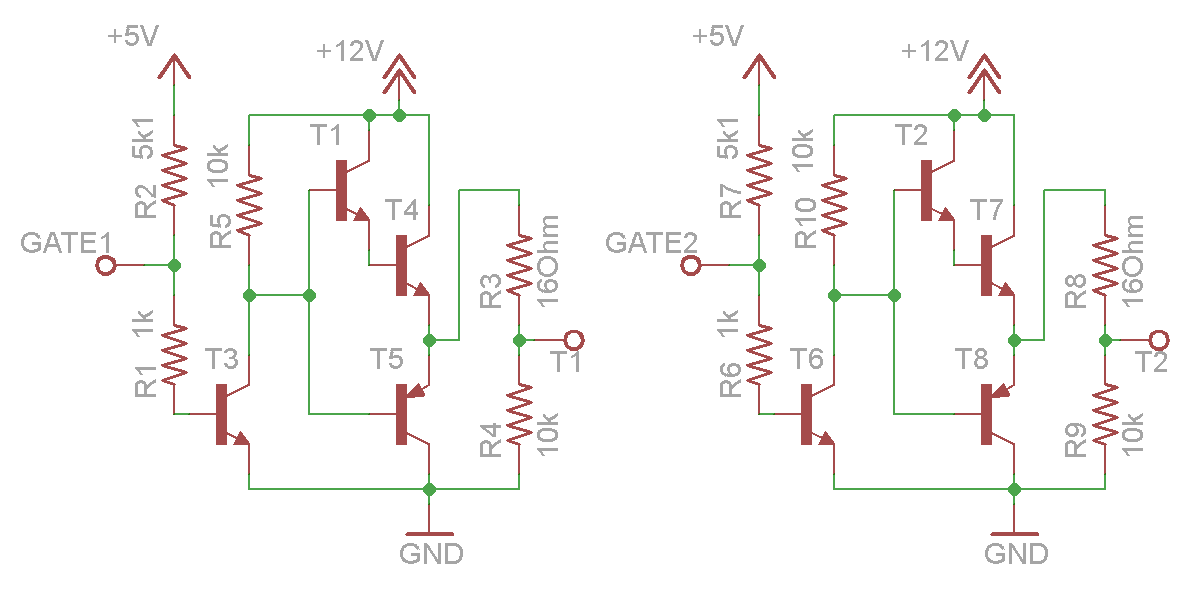 +5V
+12V
5k1
R2
10k
R5
T1
T4
GATE1
R3
16Ohm
1k
R1
T3
T5
T1
R4
10k
GND
+5V
+12V
5k1
R7
10k
R10
T2
T7
GATE2
R8
16Ohm
1k
R6
T6
T8
T2
R9
10k
GND